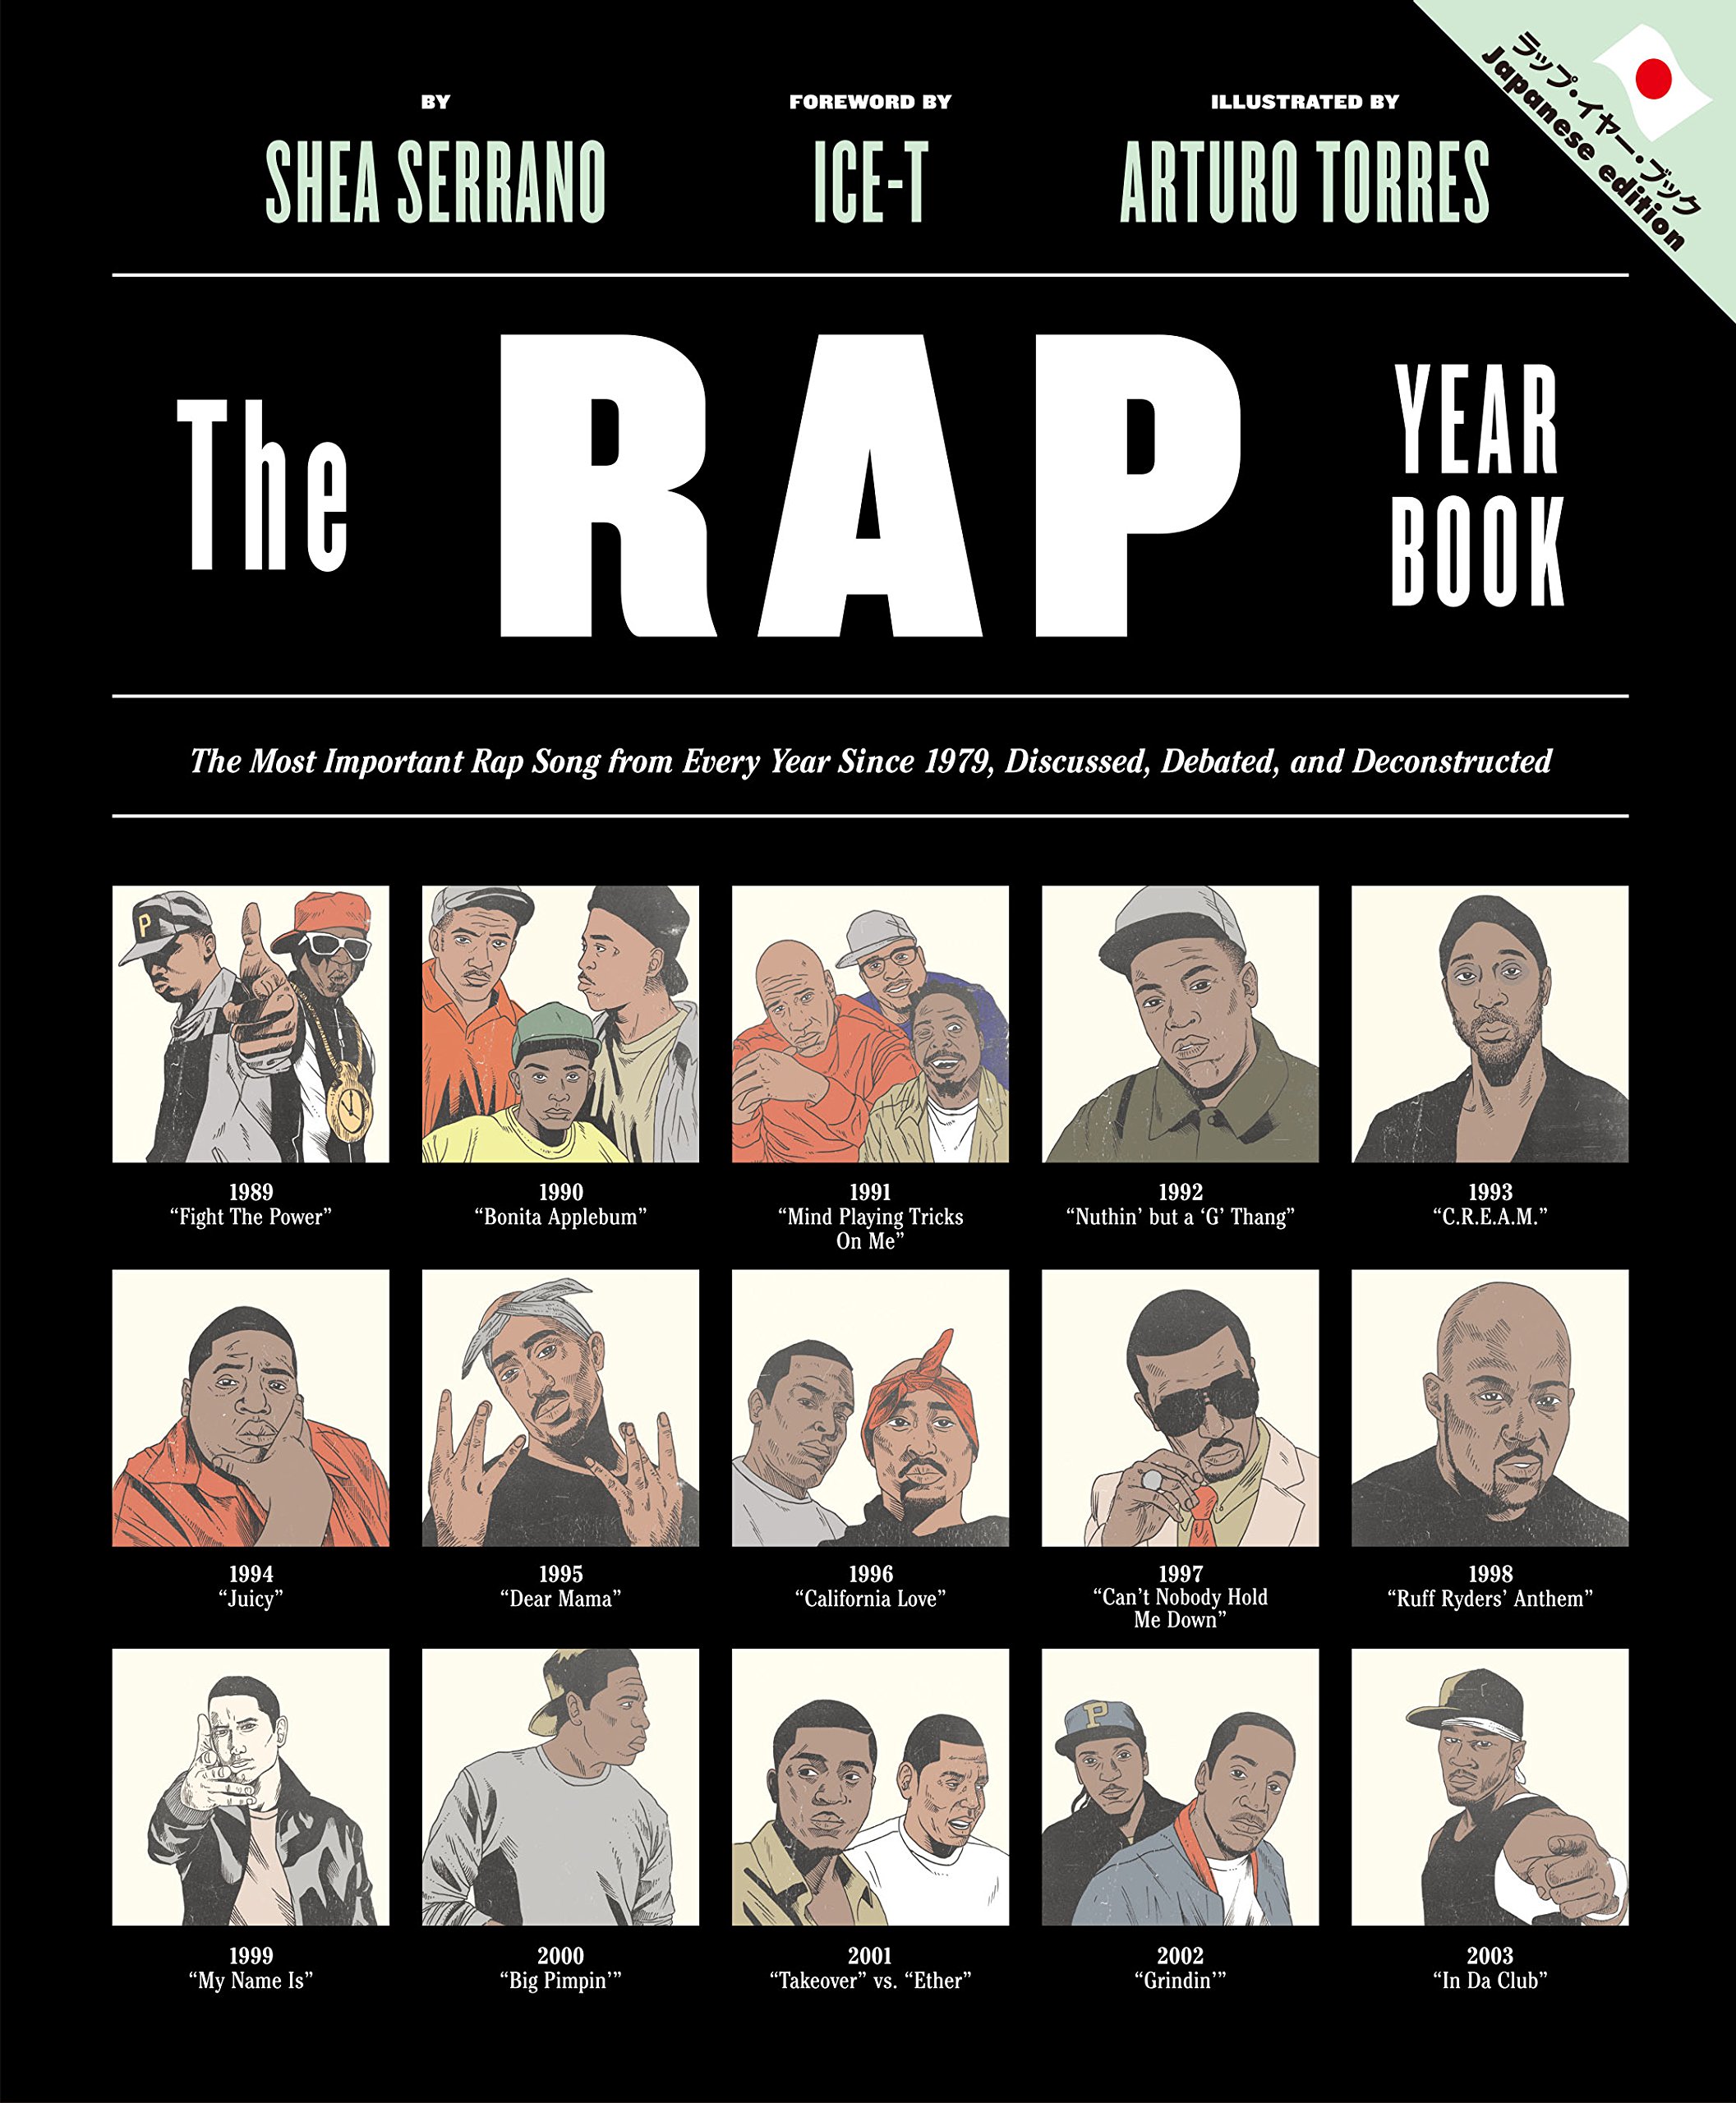 BY
SHEA SERRANO
FOREWORD BY
ICE-T
ILLUSTRATED BY
ARTURO TORRES
ラップ・イヤー・ブック
Japanese edition
The
RAP
YEAR
BOOK
The Most Important Rap Song from Every Year Since 1979, Discussed, Debated, and Deconstructed
P
1989
“Fight The Power”
1990
“Bonita Applebum”
1991
“Mind Playing Tricks
On Me”
1992
“Nuthin’ but a ‘G’ Thang”
1993
“C.R.E.A.M.”
1994
“Juicy”
1995
“Dear Mama”
1996
“California Love”
1997
“Can’t Nobody Hold
Me Down”
1998
“Ruff Ryders’ Anthem”
1999
“My Name Is”
2000
“Big Pimpin’”
2001
“Takeover” vs. “Ether”
P
2002
“Grindin’”
2003
“In Da Club”